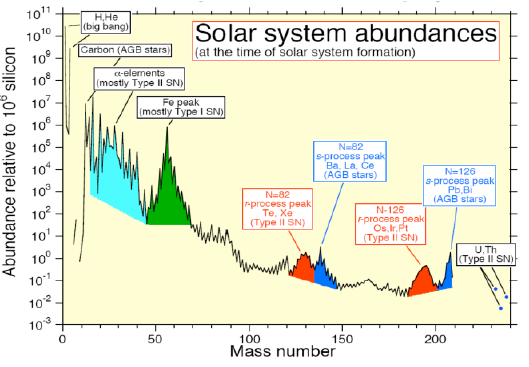 Solar system abundances
(at the time of solar system formation)
H,He
(big bang)
Carbon (AGB stars)
α-elements
(mostly Type II SN)
Fe peak
(mostly Type I SN)
N=82
r-process peak
Te, Xe
(Type II SN)
N=82
s-process peak
Ba, La, Ce
(AGB stars)
N-126
r-process peak
Os,Ir,Pt
(Type II SN)
N=126
s-process peak
Pb,Bi
(AGB stars)
U,Th
(Type II SN)
Abundance relative to 10⁶ silicon
10¹¹
10¹⁰
10⁹
10⁸
10⁷
10⁶
10⁵
10⁴
10³
10²
10¹
10⁰
10⁻¹
10⁻²
10⁻³
0 50 100 150 200
Mass number